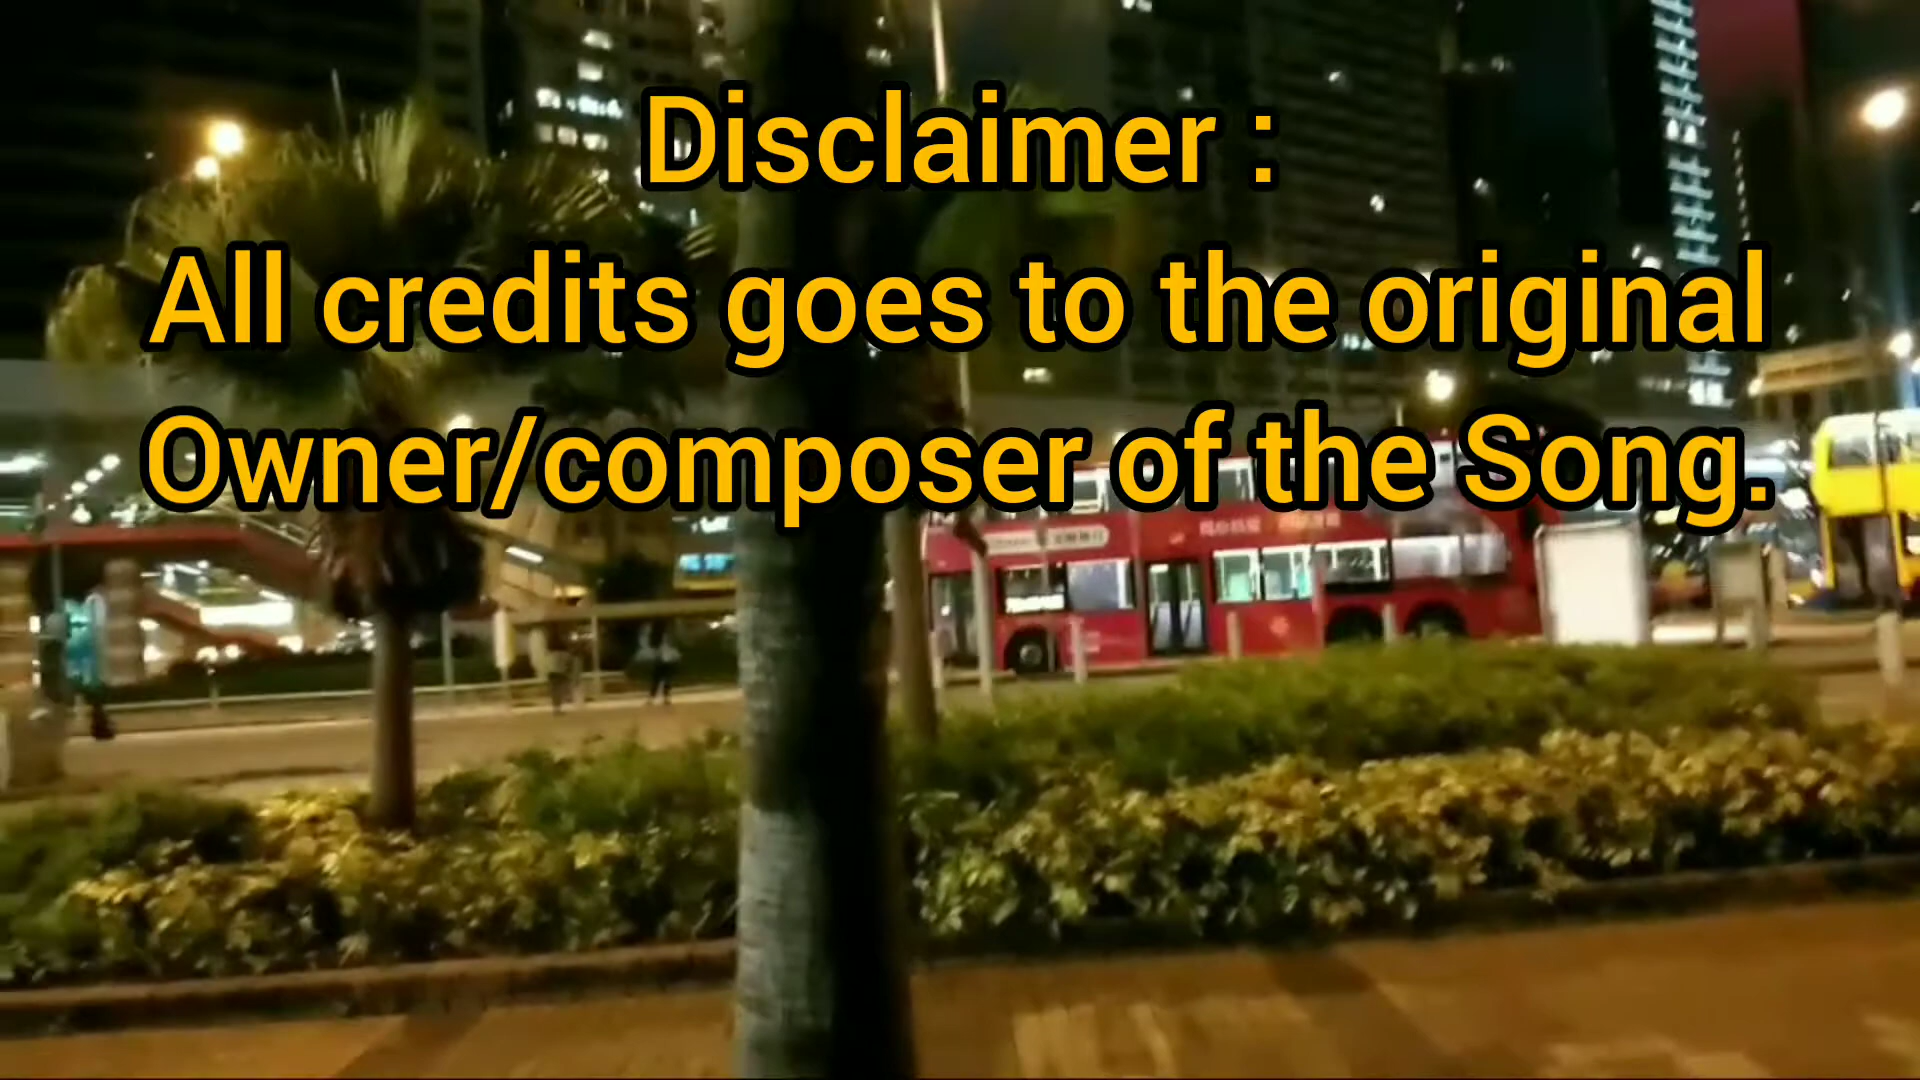 Disclaimer :
All credits goes to the original
Owner/composer of the Song.